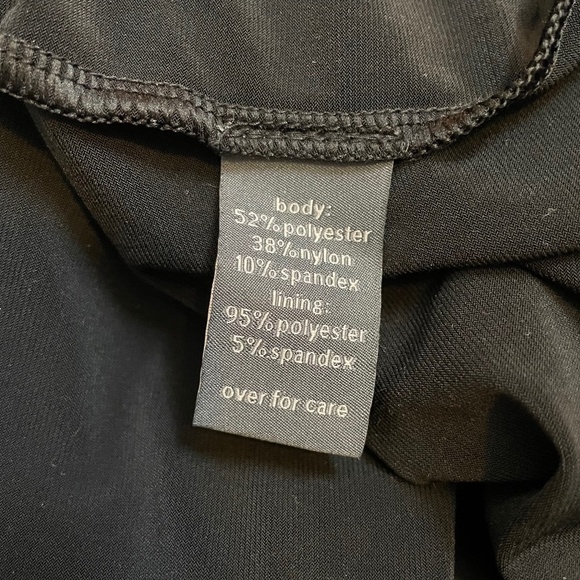 body:
52% polyester
38% nylon
10% spandex
lining:
95% polyester
5% spandex
over for care